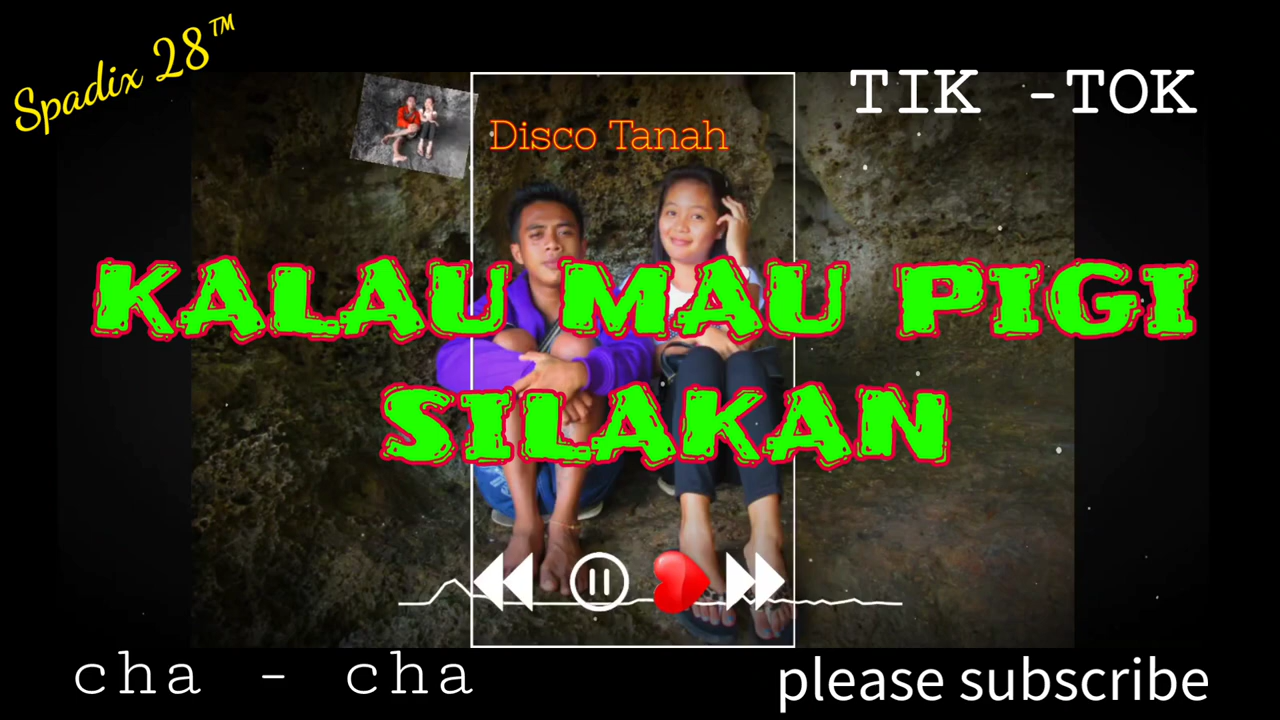 Spadix 28™
TIK -TOK
Disco Tanah
KALAU MAU PIGI
SILAKAN
cha - cha
please subscribe